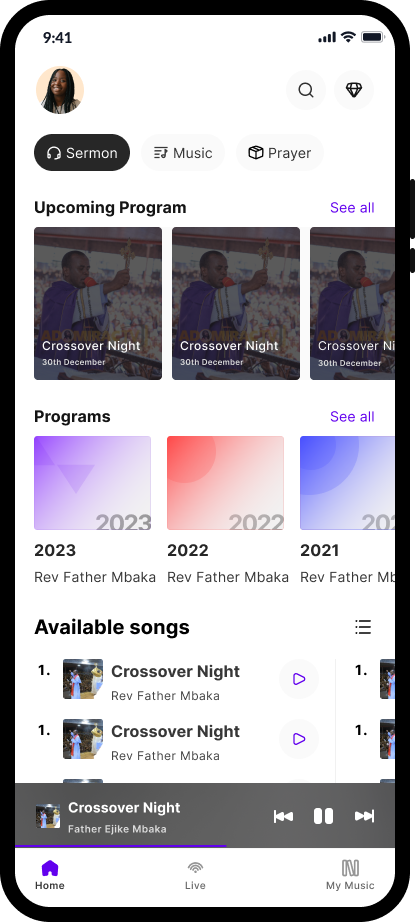 9:41
Sermon
Music
Prayer
Upcoming Program
See all
Crossover Night
30th December
Crossover Night
30th December
Crossover Ni
30th December
Programs
See all
2023
2022
202
2023
2022
2021
Rev Father Mbaka
Rev Father Mbaka
Rev Father Mb
Available songs
1.
Crossover Night
Rev Father Mbaka
1.
1.
Crossover Night
Rev Father Mbaka
1.
Crossover Night
Father Ejike Mbaka
Home
Live
My Music